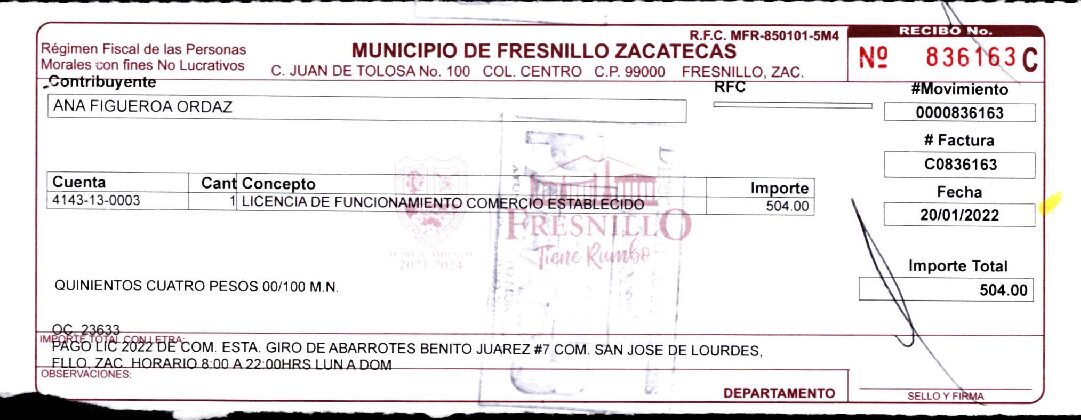 R.F.C. MFR-850101-5M4
RECIBO No.
Régimen Fiscal de las Personas
Morales con fines No Lucrativos
MUNICIPIO DE FRESNILLO ZACATECAS
C. JUAN DE TOLOSA No. 100 COL. CENTRO C.P. 99000 FRESNILLO, ZAC.
Nº 836163 C
Contribuyente
RFC
#Movimiento
ANA FIGUEROA ORDAZ
0000836163
# Factura
C0836163
Cuenta Cant Concepto Importe
Fecha
4143-13-0003 1 LICENCIA DE FUNCIONAMIENTO COMERCIO ESTABLECIDO 504.00
20/01/2022
FRESNILLO
Tiene Rumbo
2021-2024
Importe Total
QUINIENTOS CUATRO PESOS 00/100 M.N.
504.00
OC. 23633
IMPORTE TOTAL CON LETRA:
PAGO LIC 2022 DE COM. ESTA. GIRO DE ABARROTES BENITO JUAREZ #7 COM. SAN JOSE DE LOURDES,
FLLO, ZAC. HORARIO 8:00 A 22:00HRS LUN A DOM
OBSERVACIONES:
DEPARTAMENTO
SELLO Y FIRMA